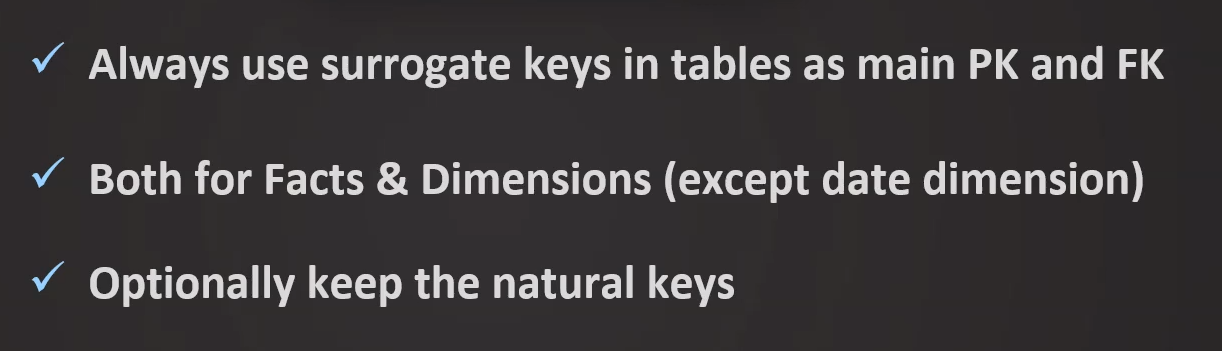 Always use surrogate keys in tables as main PK and FK
Both for Facts & Dimensions (except date dimension)
Optionally keep the natural keys